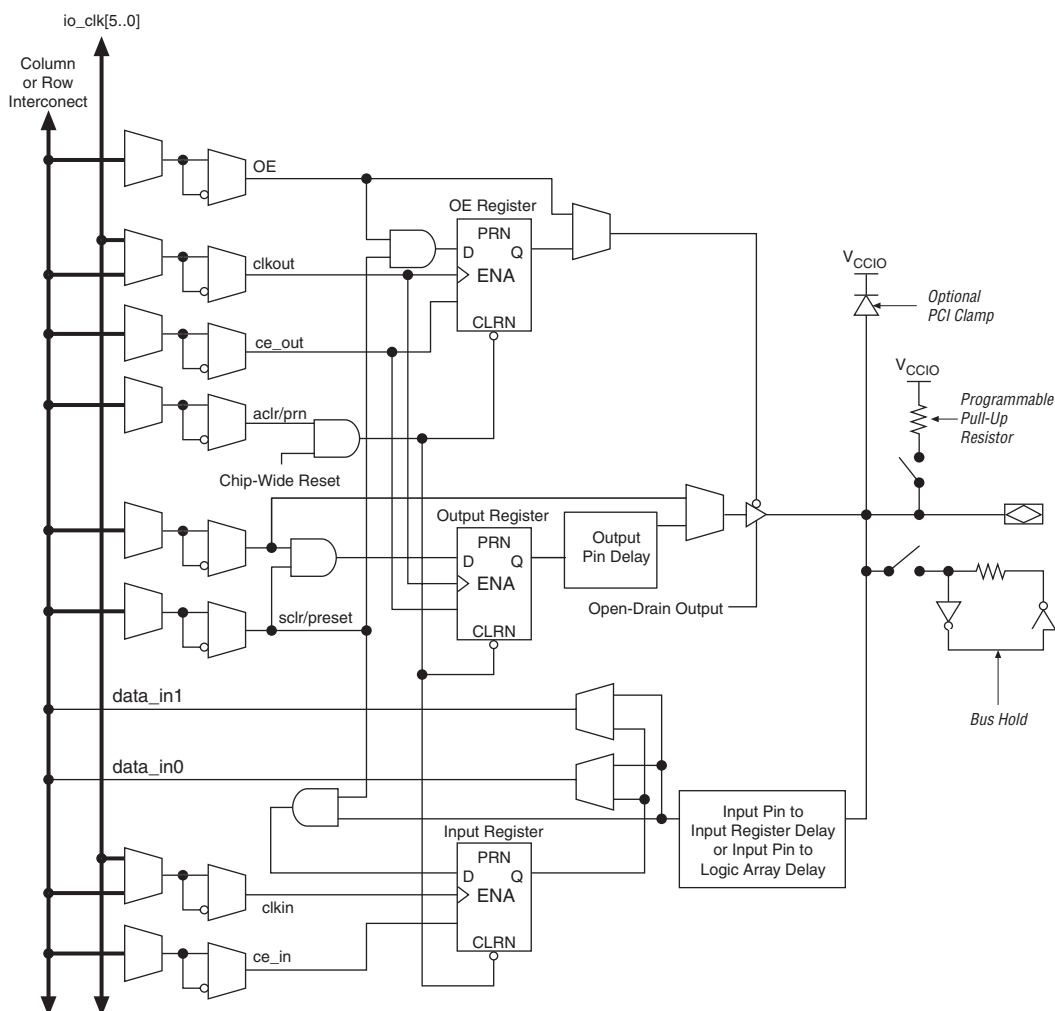 io_clk[5..0]
Column
or Row
Interconect
OE
OE Register
PRN
D
Q
clkout
ENA
VCCIO
Optional
PCI Clamp
CLRN
ce_out
VCCIO
Programmable
Pull-Up
Resistor
aclr/prn
Chip-Wide Reset
Output Register
PRN
D
Q
Output
Pin Delay
ENA
Open-Drain Output
sclr/preset
CLRN
data_in1
Bus Hold
data_in0
Input Register
Input Pin to
Input Register Delay
or Input Pin to
Logic Array Delay
PRN
D
Q
ENA
clkin
CLRN
ce_in